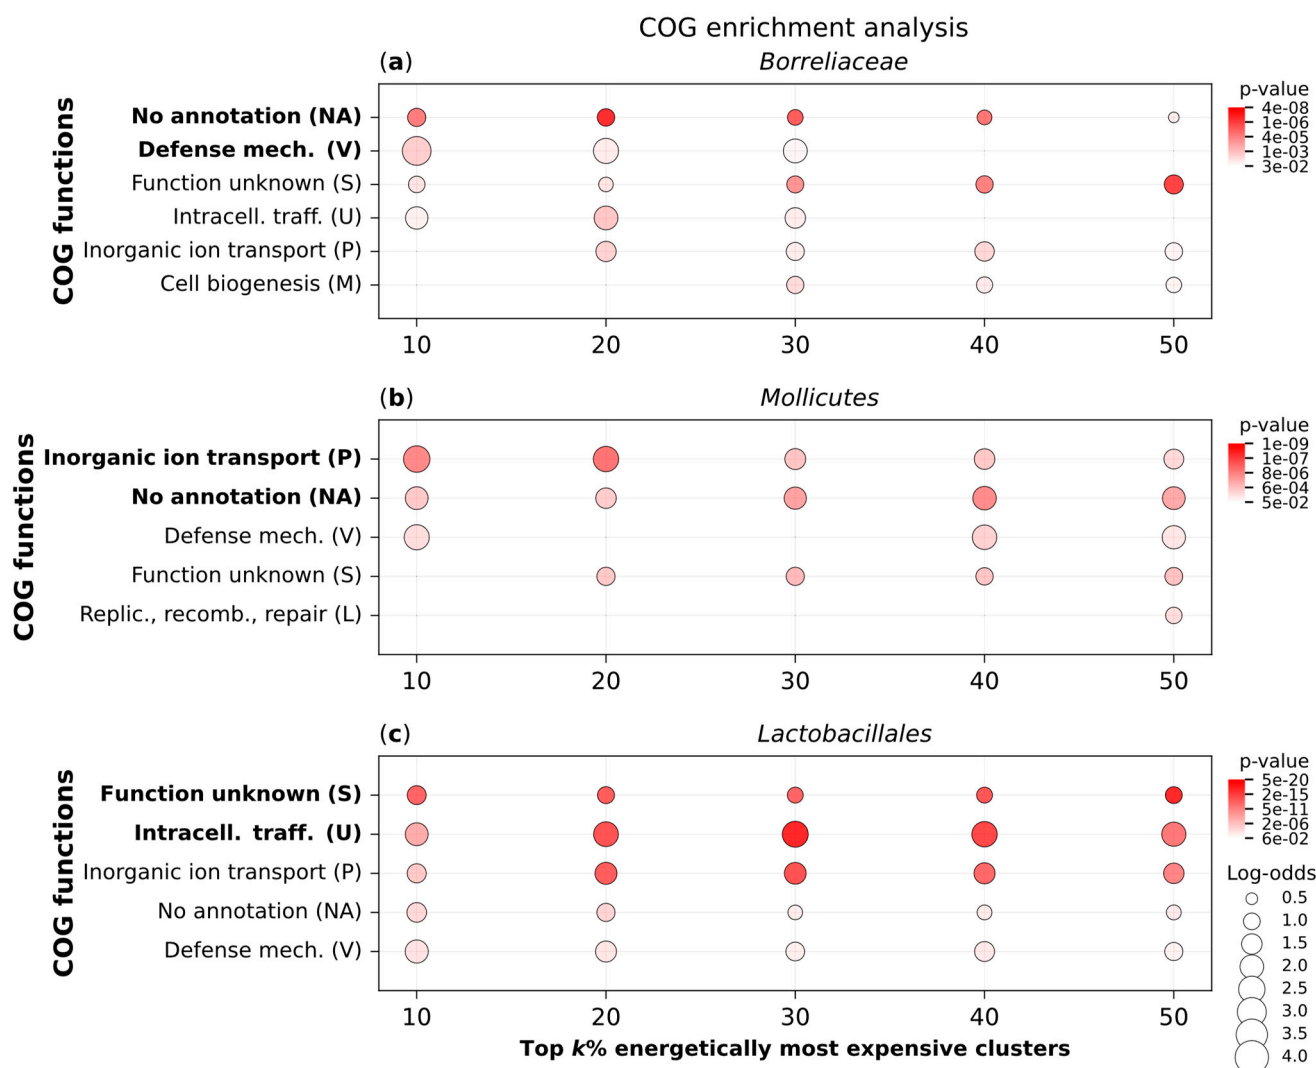 COG enrichment analysis
(a) Borreliaceae
COG functions
No annotation (NA)
Defense mech. (V)
Function unknown (S)
Intracell. traff. (U)
Inorganic ion transport (P)
Cell biogenesis (M)
10 20 30 40 50
p-value
4e-08
1e-06
4e-05
1e-03
3e-02
(b) Mollicutes
COG functions
Inorganic ion transport (P)
No annotation (NA)
Defense mech. (V)
Function unknown (S)
Replic., recomb., repair (L)
10 20 30 40 50
p-value
1e-09
1e-07
8e-06
6e-04
5e-02
(c) Lactobacillales
COG functions
Function unknown (S)
Intracell. traff. (U)
Inorganic ion transport (P)
No annotation (NA)
Defense mech. (V)
10 20 30 40 50
Top k% energetically most expensive clusters
p-value
5e-20
2e-15
5e-11
2e-06
6e-02
Log-odds
0.5
1.0
1.5
2.0
2.5
3.0
3.5
4.0